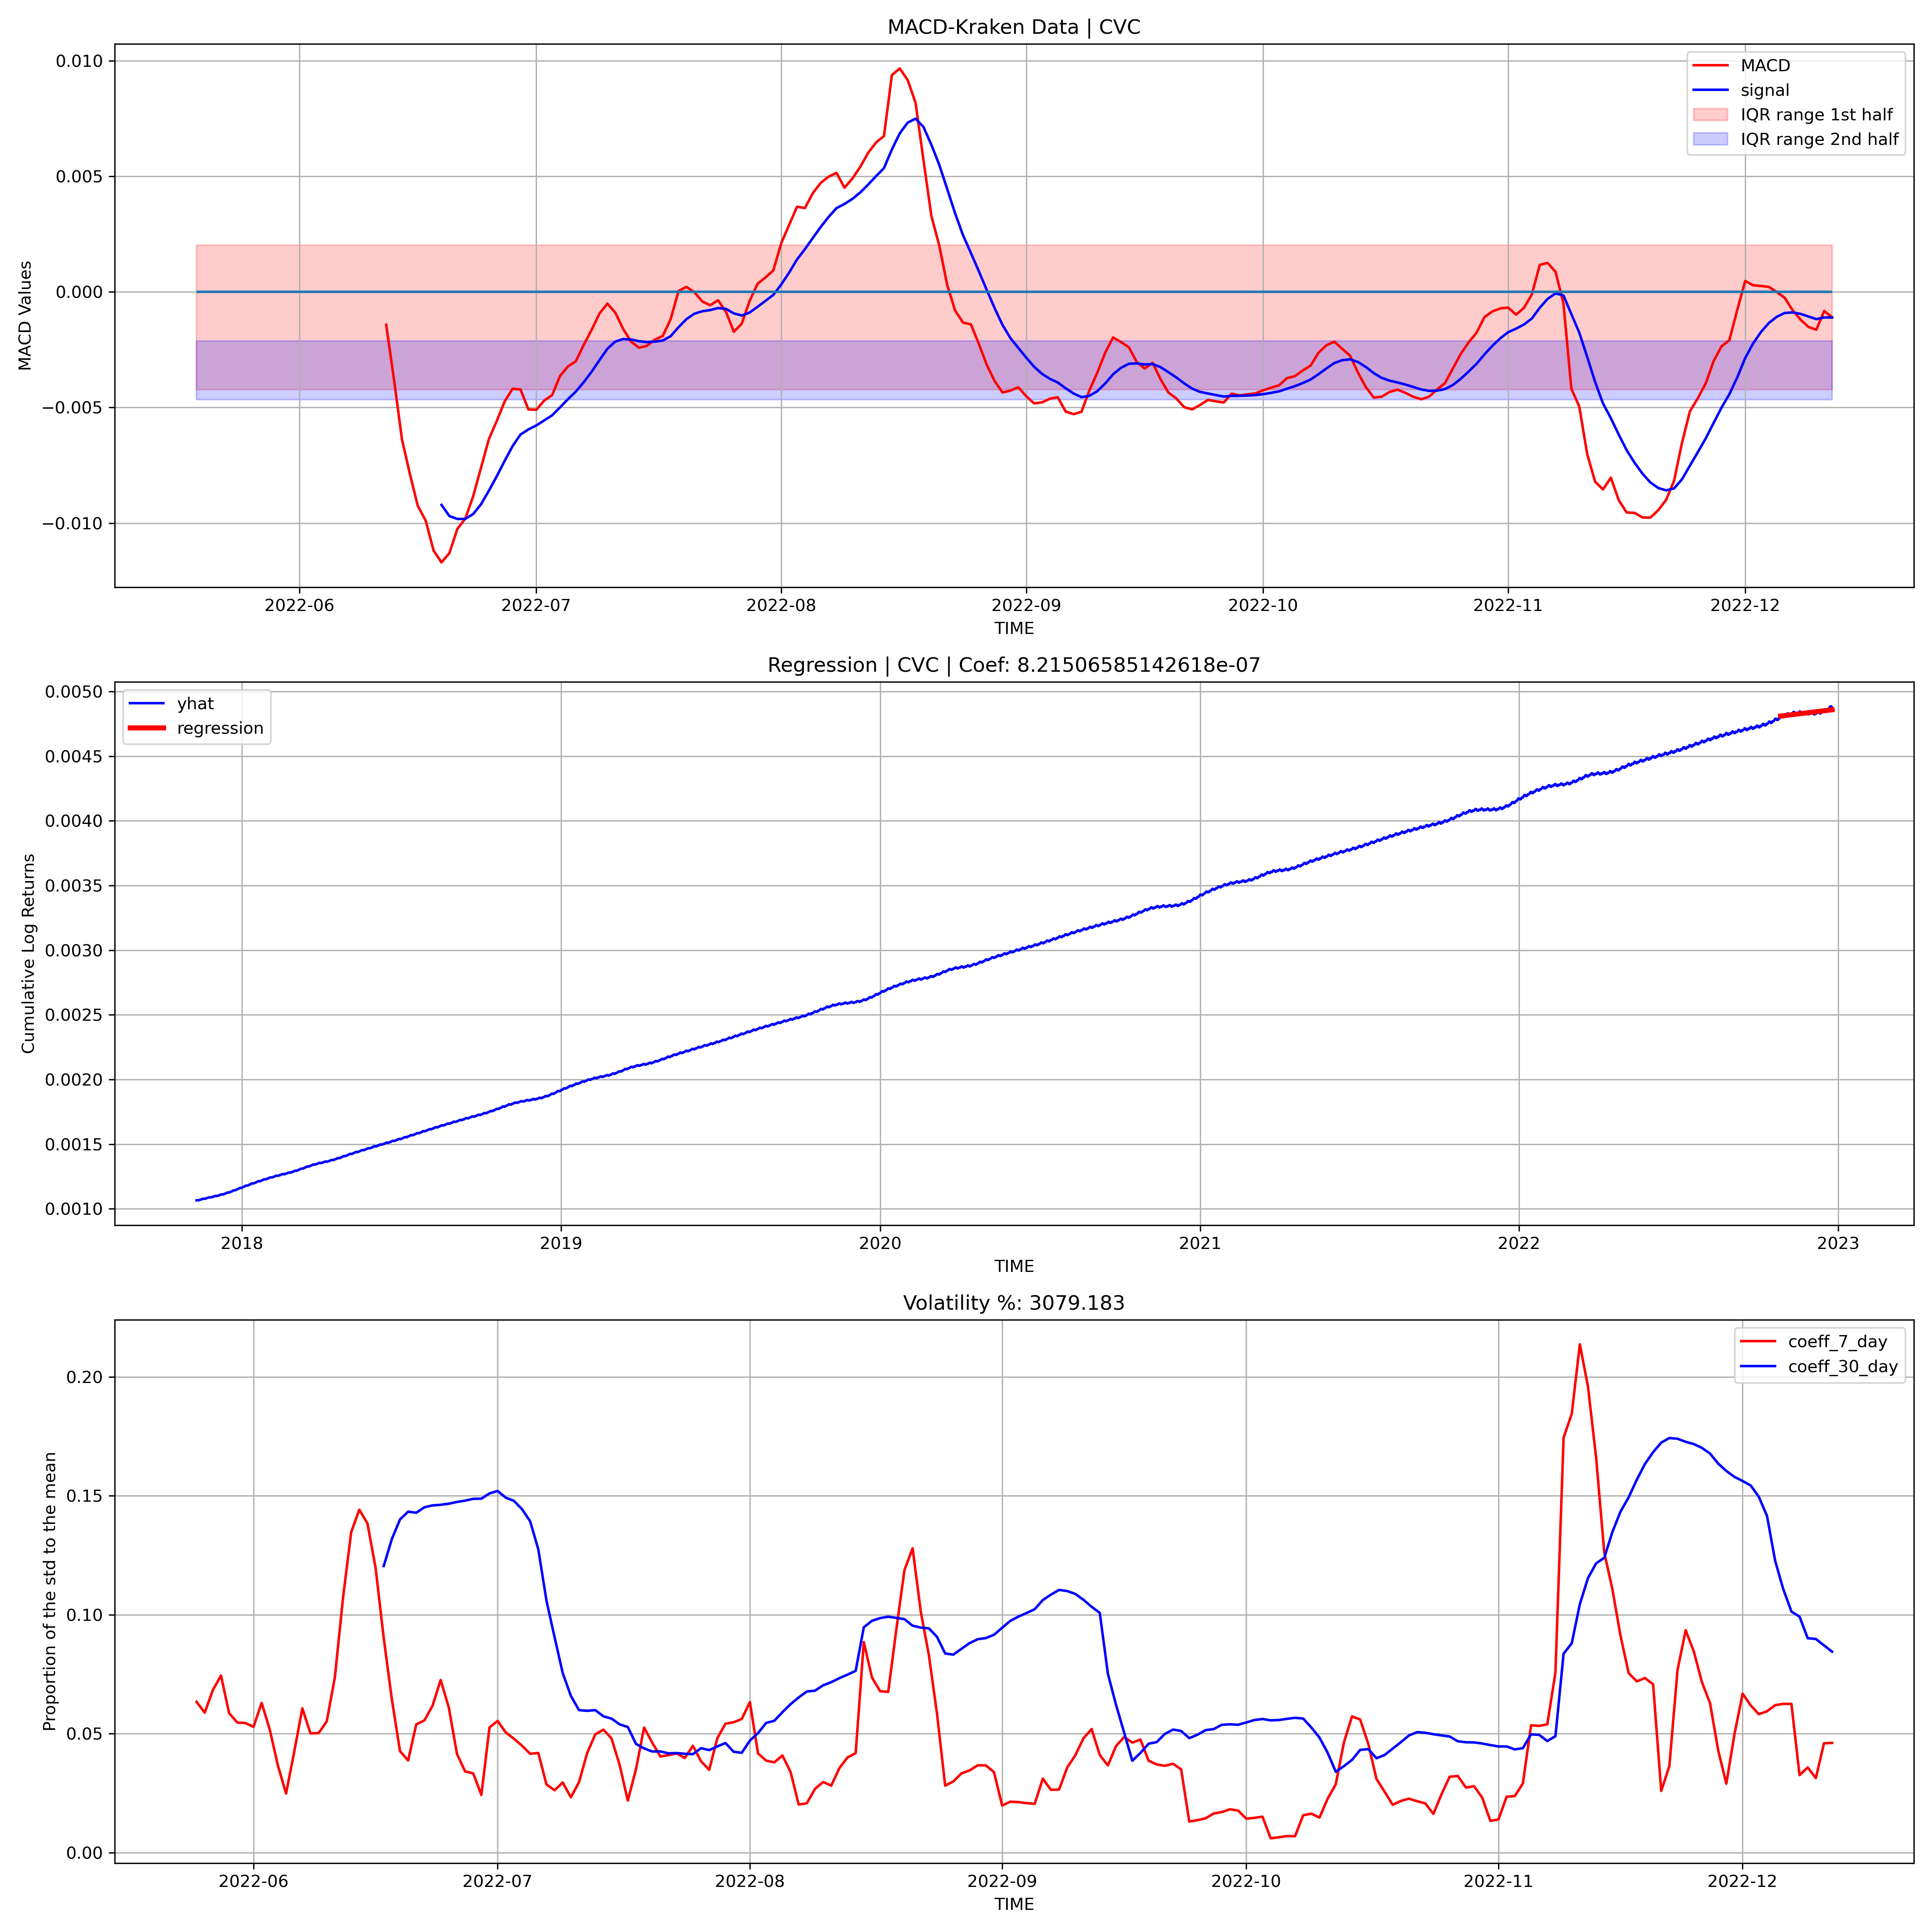 MACD-Kraken Data | CVC
MACD
signal
IQR range 1st half
IQR range 2nd half
MACD Values
0.010
0.005
0.000
−0.005
−0.010
2022-06
2022-07
2022-08
2022-09
2022-10
2022-11
2022-12
TIME
Regression | CVC | Coef: 8.21506585142618e-07
yhat
regression
Cumulative Log Returns
0.0050
0.0045
0.0040
0.0035
0.0030
0.0025
0.0020
0.0015
0.0010
2018
2019
2020
2021
2022
2023
TIME
Volatility %: 3079.183
coeff_7_day
coeff_30_day
Proportion of the std to the mean
0.20
0.15
0.10
0.05
0.00
2022-06
2022-07
2022-08
2022-09
2022-10
2022-11
2022-12
TIME